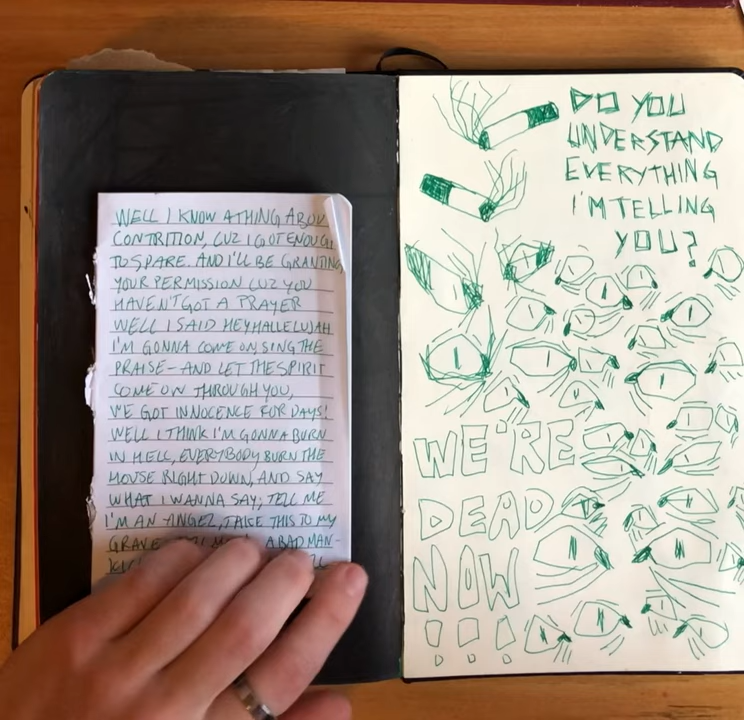 WELL I KNOW A THING ABOU
CONTRITION, CUZ I GOT ENOUGH
TO SPARE. AND I'LL BE GRANTING
YOUR PERMISSION CUZ YOU
HAVEN'T GOT A PRAYER
WELL I SAID HEY HALLELUJAH
I'M GONNA COME ON SING THE
PRAISE- AND LET THE SPIRIT
COME ON THROUGH YOU,
WE GOT INNOCENCE FOR DAYS!
WELL I THINK I'M GONNA BURN
IN HELL, EVERYBODY BURN THE
HOUSE RIGHT DOWN, AND SAY
WHAT I WANNA SAY; TELL ME
I'M AN ANGEL, TAKE THIS TO MY
GRAVE A BAD MAN-
DO YOU
UNDERSTAND
EVERYTHING
I'M TELLING
YOU?
WE'RE
DEAD
NOW
!!!